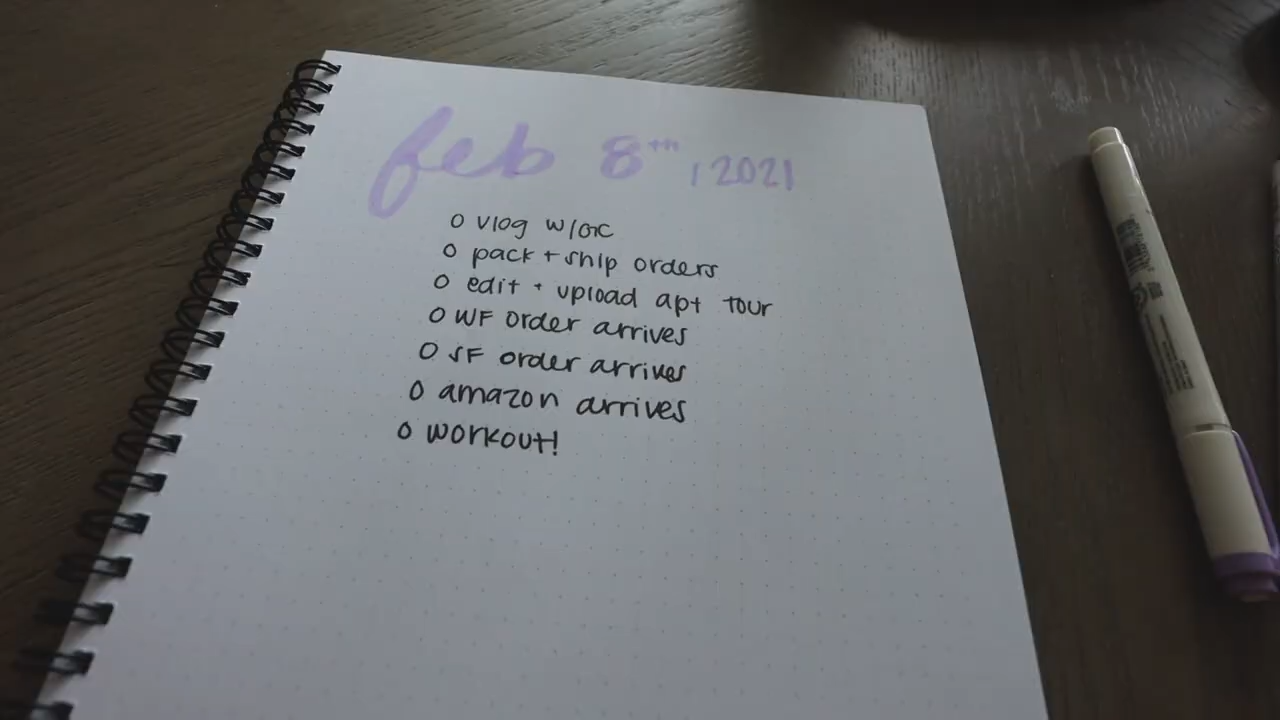 feb 8th, 2021
o vlog w/
o pack + ship orders
o edit + upload apt tour
o WF order arrives
o SF order arrives
o amazon arrives
o workout!